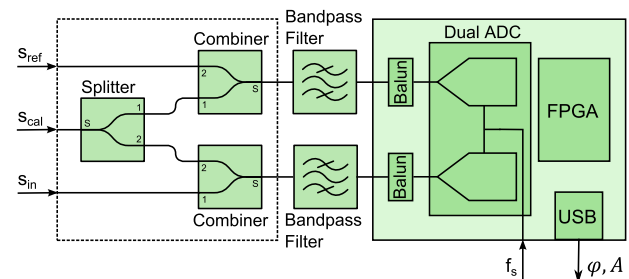 Bandpass
Filter
Combiner
Dual ADC
s_ref
2
1
S
Splitter
Balun
FPGA
s_cal
S
1
2
s_in
2
1
S
Balun
Combiner
Bandpass
Filter
USB
f_s
φ, A